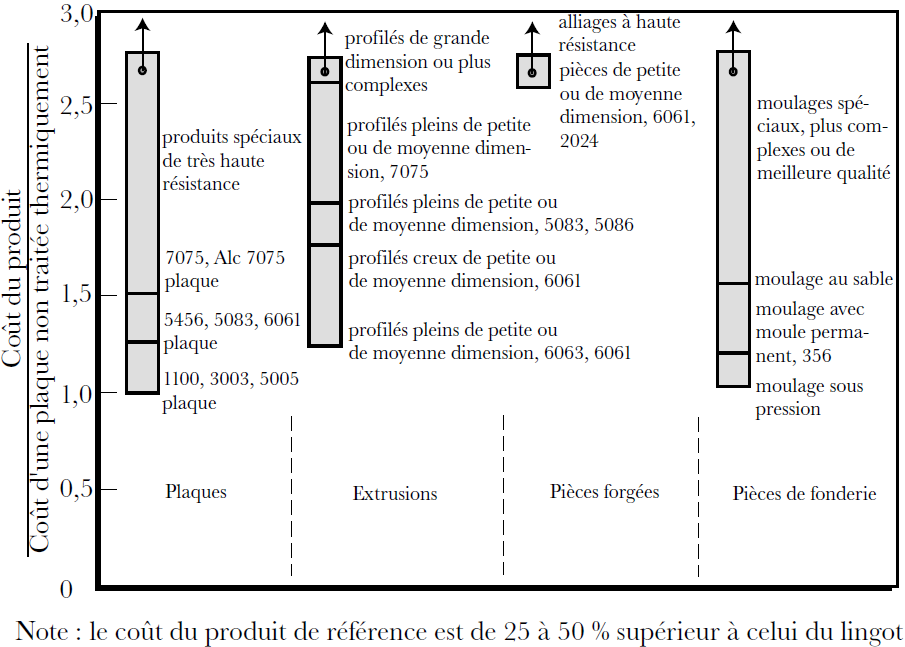 Coût du produit
Coût d'une plaque non traitée thermiquement
3,0
2,5
2,0
1,5
1,0
0,5
0
produits spéciaux
de très haute
résistance
7075, Alc 7075
plaque
5456, 5083, 6061
plaque
1100, 3003, 5005
plaque
Plaques
profilés de grande
dimension ou plus
complexes
profilés pleins de petite
ou de moyenne dimen-
sion, 7075
profilés pleins de petite ou
de moyenne dimension, 5083, 5086
profilés creux de petite ou
de moyenne dimension, 6061
profilés pleins de petite ou
de moyenne dimension, 6063, 6061
Extrusions
alliages à haute
résistance
pièces de petite
ou de moyenne
dimension, 6061,
2024
Pièces forgées
moulages spé-
ciaux, plus com-
plexes ou de
meilleure qualité
moulage au sable
moulage avec
moule perma-
nent, 356
moulage sous
pression
Pièces de fonderie
Note : le coût du produit de référence est de 25 à 50 % supérieur à celui du lingot